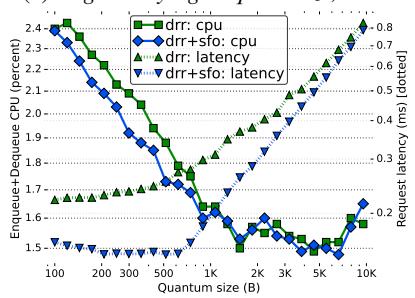 drr: cpu
drr+sfo: cpu
drr: latency
drr+sfo: latency
Enqueue+Dequeue CPU (percent)
2.4
2.3
2.2
2.1
2.0
1.9
1.8
1.7
1.6
1.5
Request latency (ms) [dotted]
0.8
0.7
0.6
0.5
0.4
0.3
0.2
100 200 300 500 1K 2K 3K 5K 10K
Quantum size (B)